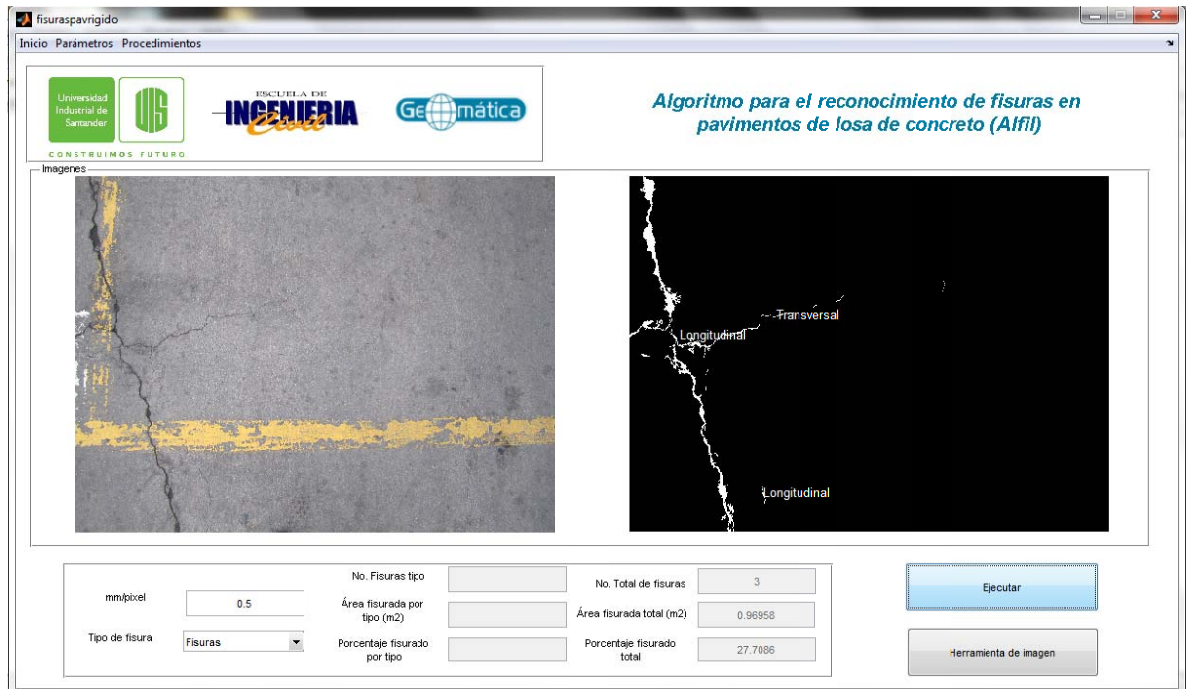 fisuraspavrigido
Inicio Parámetros Procedimientos
Universidad
Industrial de
Santander
CONSTRUIMOS FUTURO
UIS
ESCUELA DE
INGENIERIA
Civil
Geomática
Algoritmo para el reconocimiento de fisuras en
pavimentos de losa de concreto (Alfil)
Imagenes
Transversal
Longitudinal
Longitudinal
mm/pixel
0.5
Tipo de fisura
Fisuras
No. Fisuras tipo
Área fisurada por
tipo (m2)
Porcentaje fisurado
por tipo
No. Total de fisuras
3
Área fisurada total (m2)
0.96958
Porcentaje fisurado
total
27.7086
Ejecutar
Herramienta de imagen